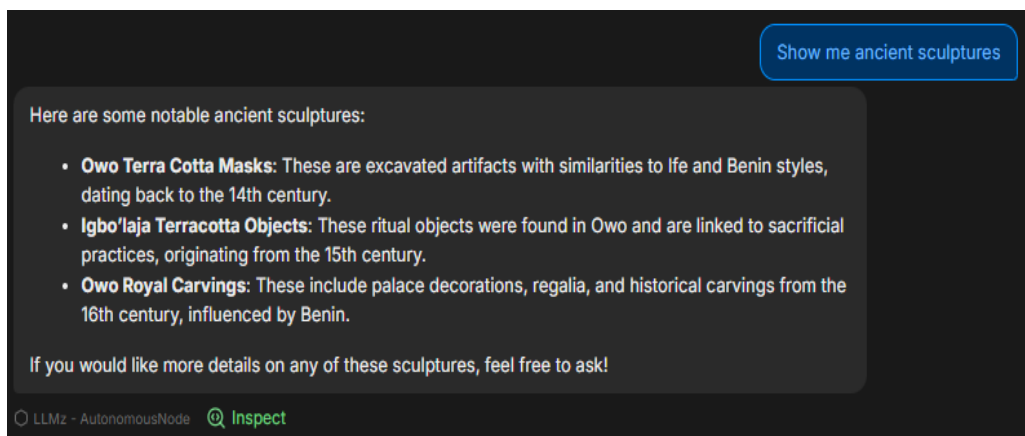 Show me ancient sculptures
Here are some notable ancient sculptures:
• Owo Terra Cotta Masks: These are excavated artifacts with similarities to Ife and Benin styles,
dating back to the 14th century.
• Igbo’laja Terracotta Objects: These ritual objects were found in Owo and are linked to sacrificial
practices, originating from the 15th century.
• Owo Royal Carvings: These include palace decorations, regalia, and historical carvings from the
16th century, influenced by Benin.
If you would like more details on any of these sculptures, feel free to ask!
LLMz - AutonomousNode Inspect